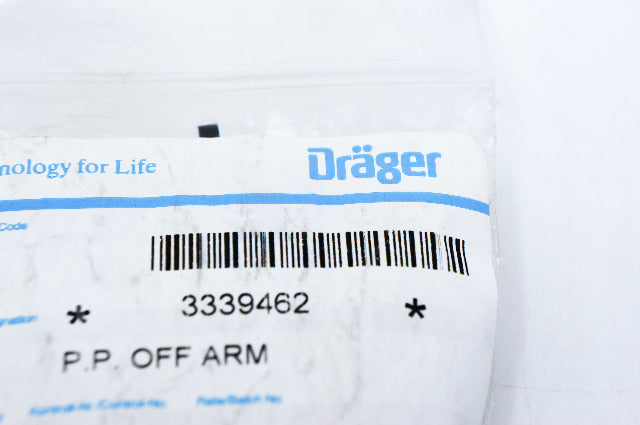 nology for Life
Dräger
Code
* 3339462 *
P.P. OFF ARM